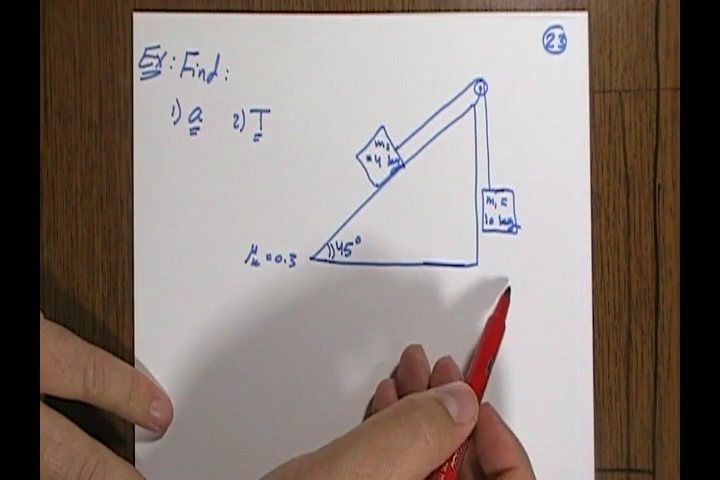 23
Ex: Find:
1) a 2) T
m₂
= 4 kg
m₁ =
10 kg
45°
μₖ = 0.3